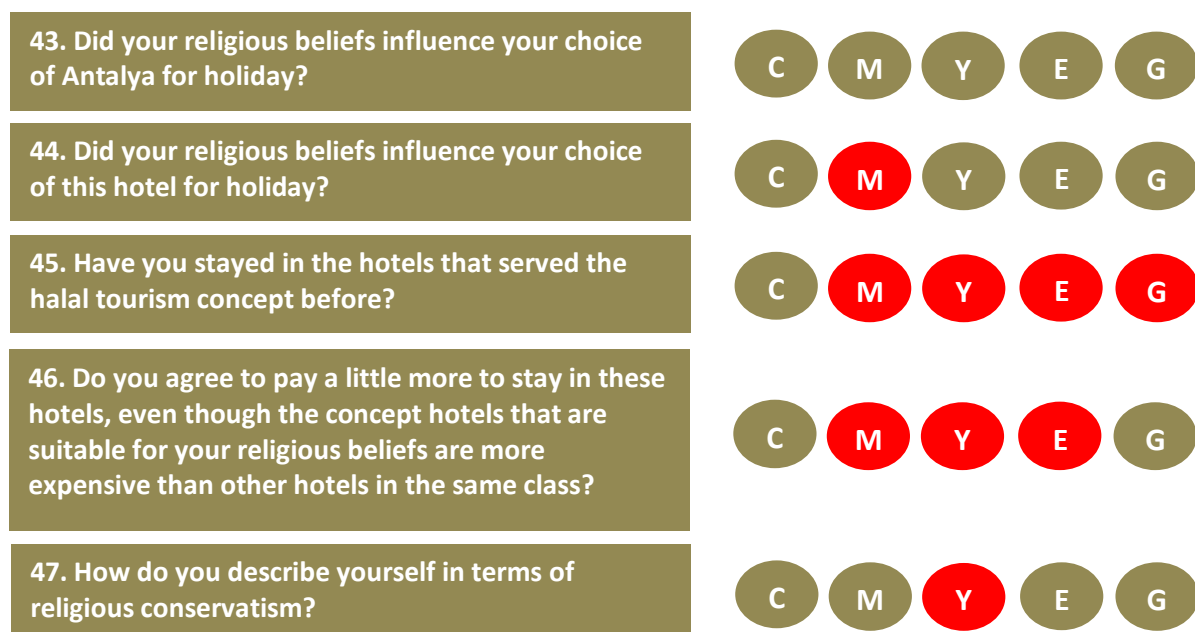 43. Did your religious beliefs influence your choice
of Antalya for holiday?
C M Y E G
44. Did your religious beliefs influence your choice
of this hotel for holiday?
C M Y E G
45. Have you stayed in the hotels that served the
halal tourism concept before?
C M Y E G
46. Do you agree to pay a little more to stay in these
hotels, even though the concept hotels that are
suitable for your religious beliefs are more
expensive than other hotels in the same class?
C M Y E G
47. How do you describe yourself in terms of
religious conservatism?
C M Y E G